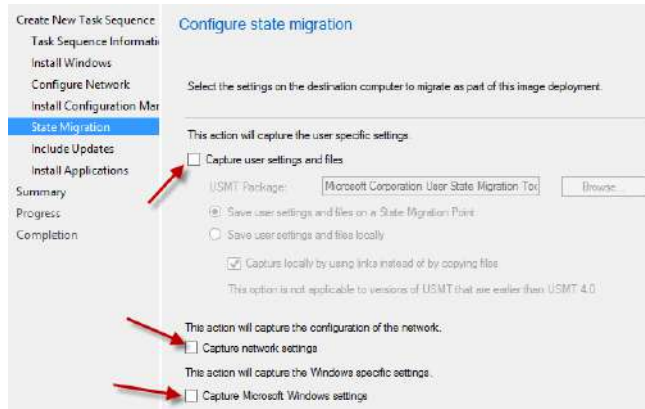 Create New Task Sequence
Task Sequence Informati
Install Windows
Configure Network
Install Configuration Mar
State Migration
Include Updates
Install Applications
Summary
Progress
Completion
Configure state migration
Select the settings on the destination computer to migrate as part of this image deployment.
This action will capture the user specific settings.
Capture user settings and files
USMT Package: Microsoft Corporation User State Migration Too Browse...
Save user settings and files on a State Migration Point
Save user settings and files locally
Capture locally by using links instead of by copying files
This option is not applicable to versions of USMT that are earlier than USMT 4.0
This action will capture the configuration of the network.
Capture network settings
This action will capture the Windows specific settings.
Capture Microsoft Windows settings